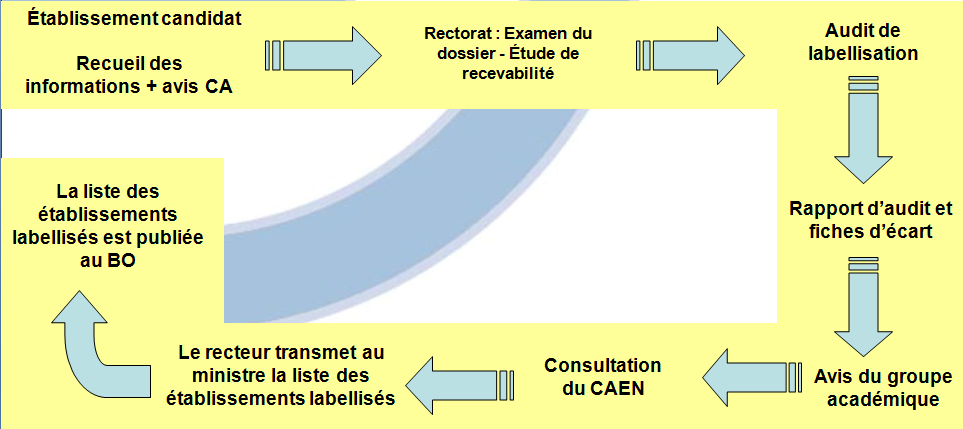 Établissement candidat
Recueil des
informations + avis CA
Rectorat : Examen du
dossier - Étude de
recevabilité
Audit de
labellisation
Rapport d’audit et
fiches d’écart
Avis du groupe
académique
Consultation
du CAEN
Le recteur transmet au
ministre la liste des
établissements labellisés
La liste des
établissements
labellisés est publiée
au BO